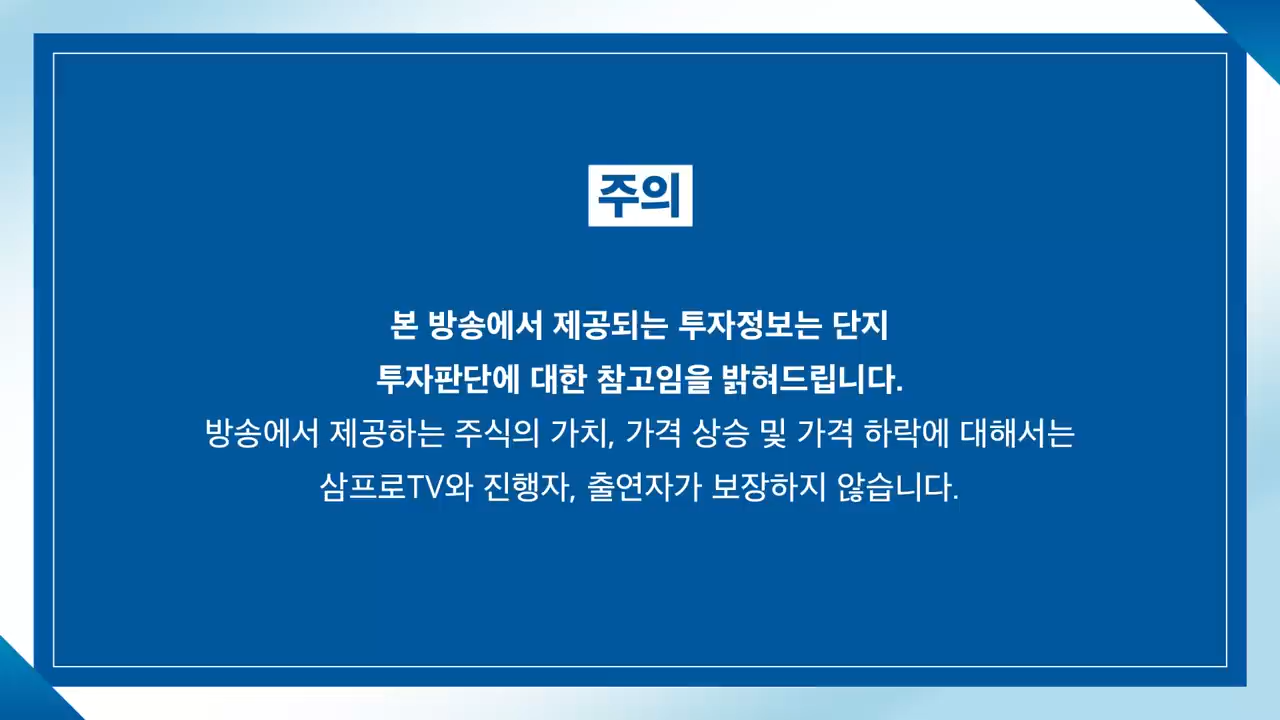 주의
본 방송에서 제공되는 투자정보는 단지
투자판단에 대한 참고임을 밝혀드립니다.
방송에서 제공하는 주식의 가치, 가격 상승 및 가격 하락에 대해서는
삼프로TV와 진행자, 출연자가 보장하지 않습니다.